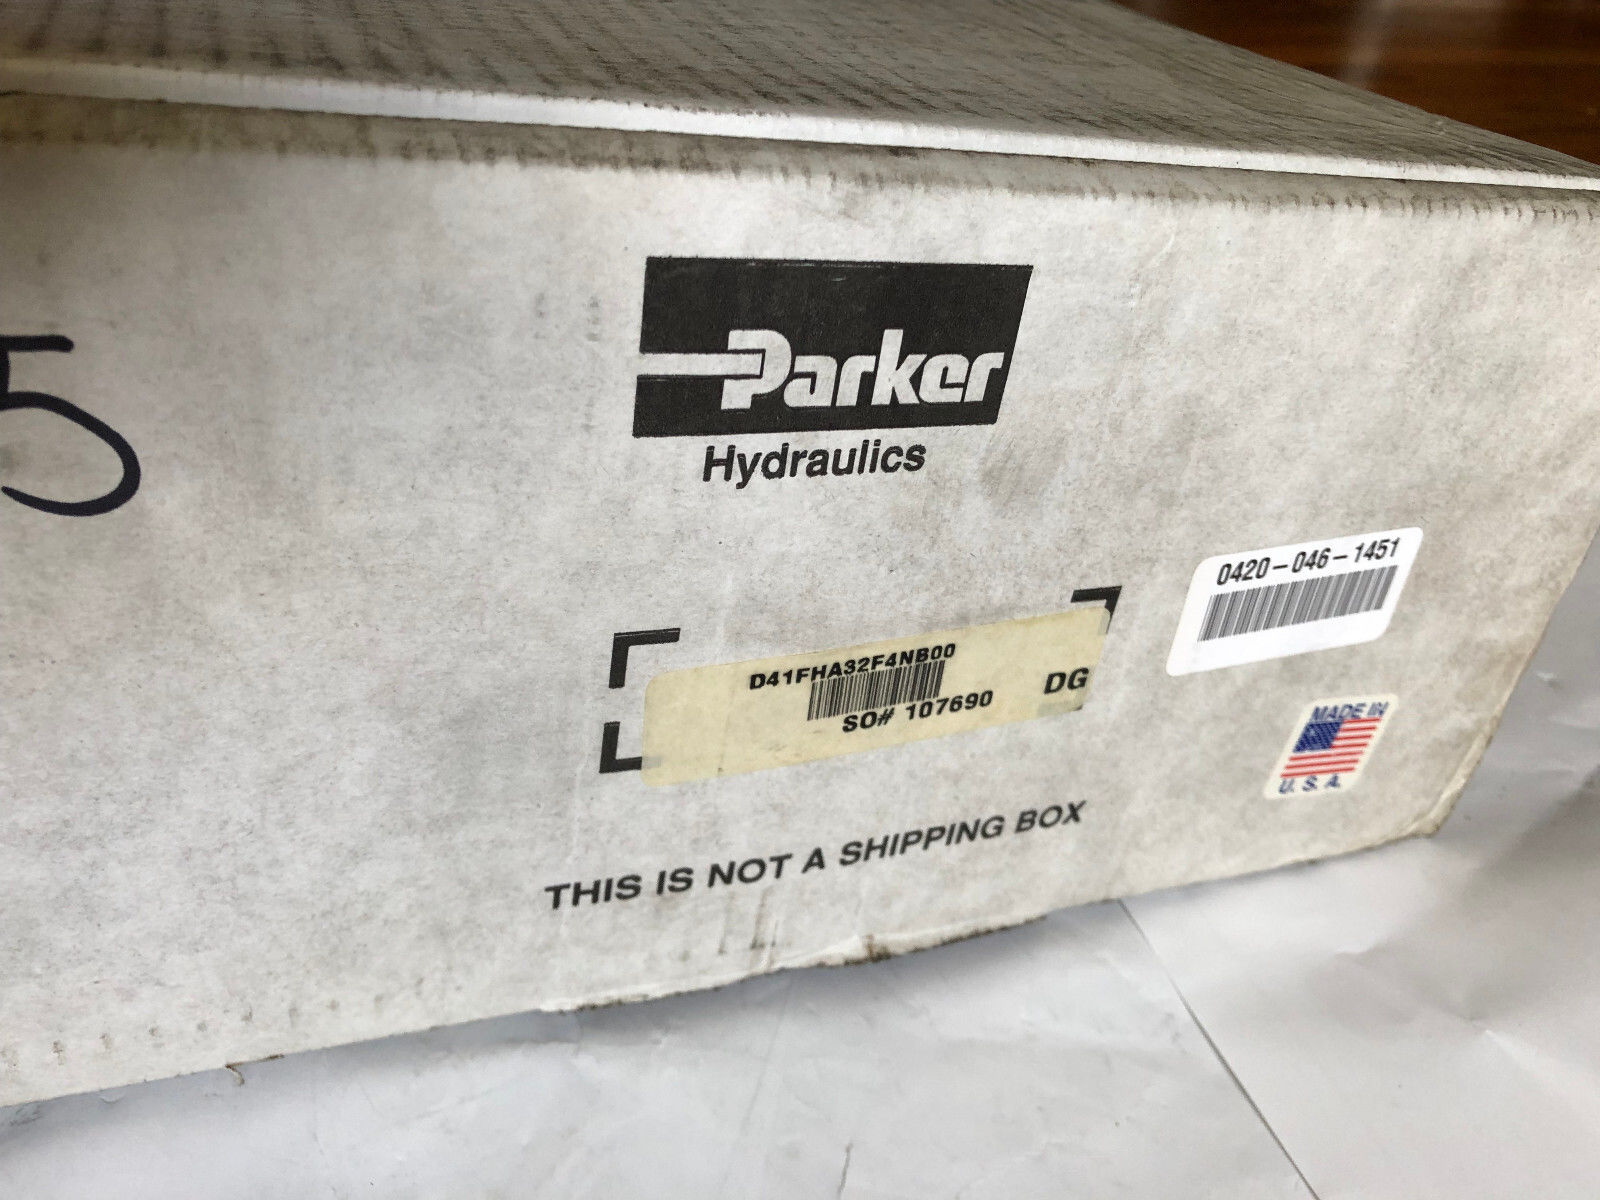 5
Parker
Hydraulics
0420-046-1451
D41FHA32F4NB00
SO# 107690
DG
MADE IN
U. S. A.
THIS IS NOT A SHIPPING BOX